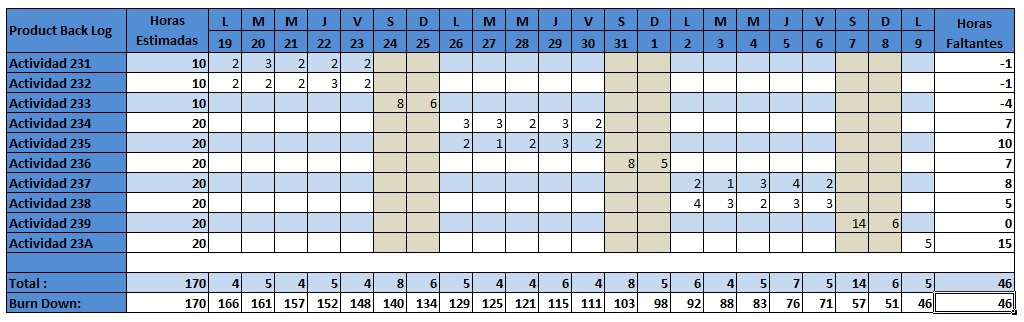 Product Back Log Horas Estimadas L M M J V S D L M M J V S D L M M J V S D L Horas Faltantes
19 20 21 22 23 24 25 26 27 28 29 30 31 1 2 3 4 5 6 7 8 9
Actividad 231 10 2 3 2 2 2 -1
Actividad 232 10 2 2 2 3 2 -1
Actividad 233 10 8 6 -4
Actividad 234 20 3 3 2 3 2 7
Actividad 235 20 2 1 2 3 2 10
Actividad 236 20 8 5 7
Actividad 237 20 2 1 3 4 2 8
Actividad 238 20 4 3 2 3 3 5
Actividad 239 20 14 6 0
Actividad 23A 20 5 15
Total : 170 4 5 4 5 4 8 6 5 4 4 6 4 8 5 6 4 5 7 5 14 6 5 46
Burn Down: 170 166 161 157 152 148 140 134 129 125 121 115 111 103 98 92 88 83 76 71 57 51 46 46